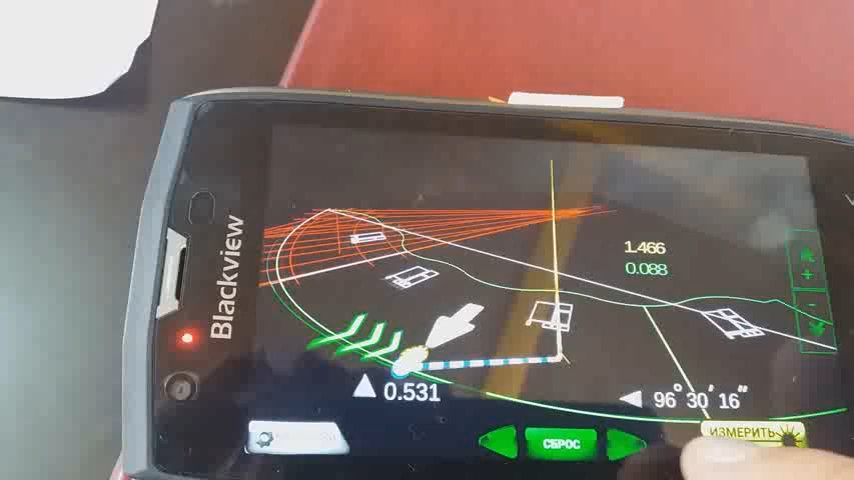 Blackview
1.466
0.088
+
-
0.531
96° 30' 16"
СБРОС
ИЗМЕРИТЬ